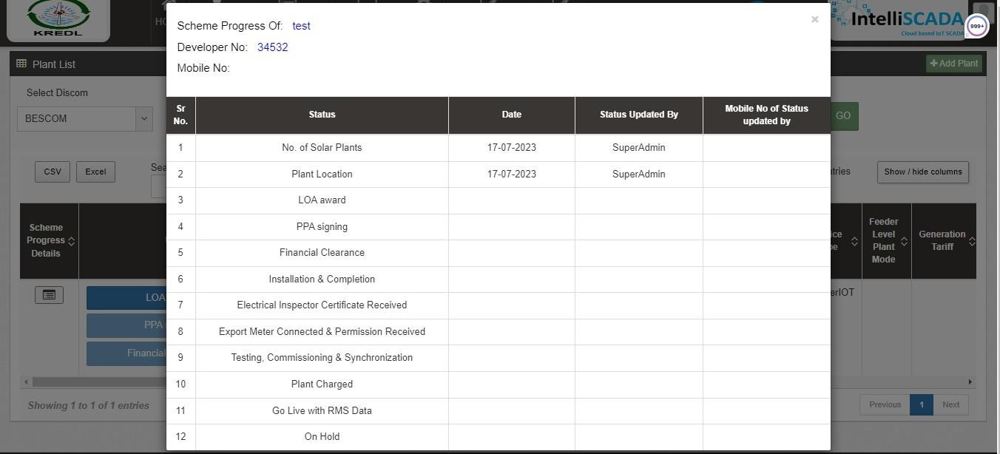 KREDL
HO
IntelliSCADA
Cloud based IoT SCADA
999+
Scheme Progress Of: test
Developer No: 34532
Mobile No:
×
Plant List
+ Add Plant
Select Discom
BESCOM
GO
CSV Excel Sea
tries
Show / hide columns
Scheme Progress Details
ice
pe
Feeder Level Plant Mode
Generation Tariff
LOA
PPA s
Financial
erIOT
Sr No. Status Date Status Updated By Mobile No of Status updated by
1 No. of Solar Plants 17-07-2023 SuperAdmin
2 Plant Location 17-07-2023 SuperAdmin
3 LOA award
4 PPA signing
5 Financial Clearance
6 Installation & Completion
7 Electrical Inspector Certificate Received
8 Export Meter Connected & Permission Received
9 Testing, Commissioning & Synchronization
10 Plant Charged
11 Go Live with RMS Data
12 On Hold
Showing 1 to 1 of 1 entries
Previous 1 Next